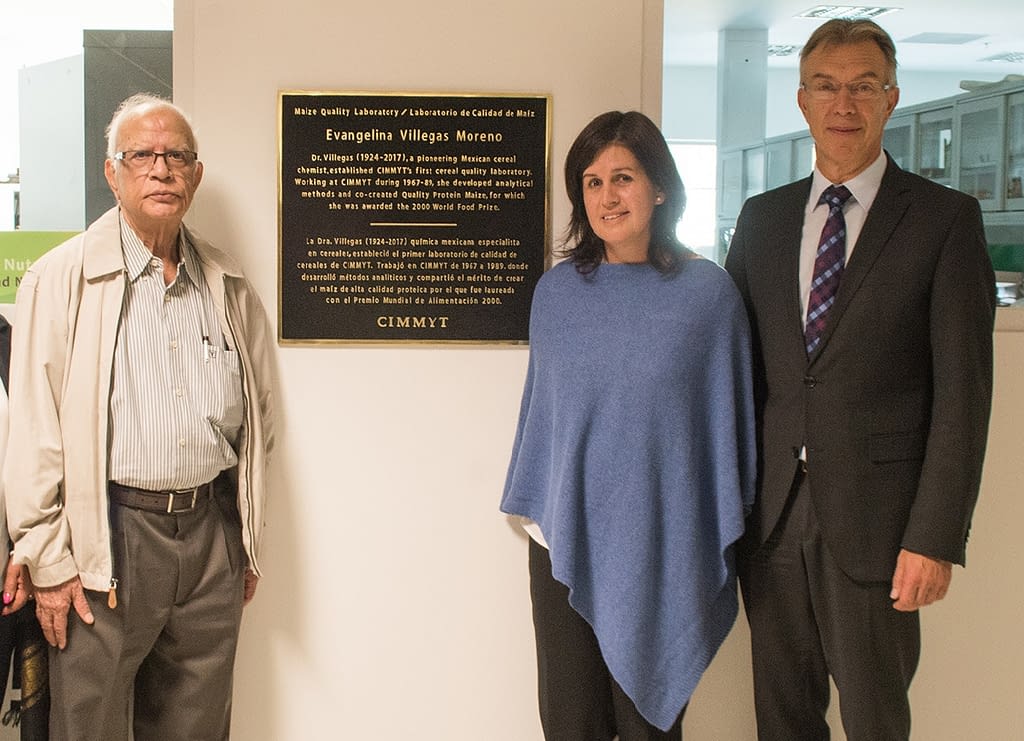 Maize Quality Laboratory / Laboratorio de Calidad de Maíz
Evangelina Villegas Moreno
Dr. Villegas (1924-2017), a pioneering Mexican cereal
chemist, established CIMMYT's first cereal quality laboratory.
Working at CIMMYT during 1967-89, she developed analytical
methods and co-created Quality Protein Maize, for which
she was awarded the 2000 World Food Prize.
La Dra. Villegas (1924-2017) química mexicana especialista
en cereales, estableció el primer laboratorio de calidad de
cereales de CIMMYT. Trabajó en CIMMYT de 1967 a 1989, donde
desarrolló métodos analíticos y compartió el mérito de crear
el maíz de alta calidad proteica por el que fue laureada
con el Premio Mundial de Alimentación 2000.
CIMMYT
Nut